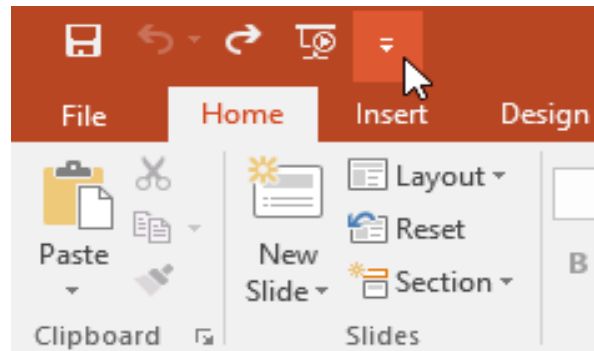 File Home Insert Design
Layout
Reset
Paste New
Slide Section
B
Clipboard Slides